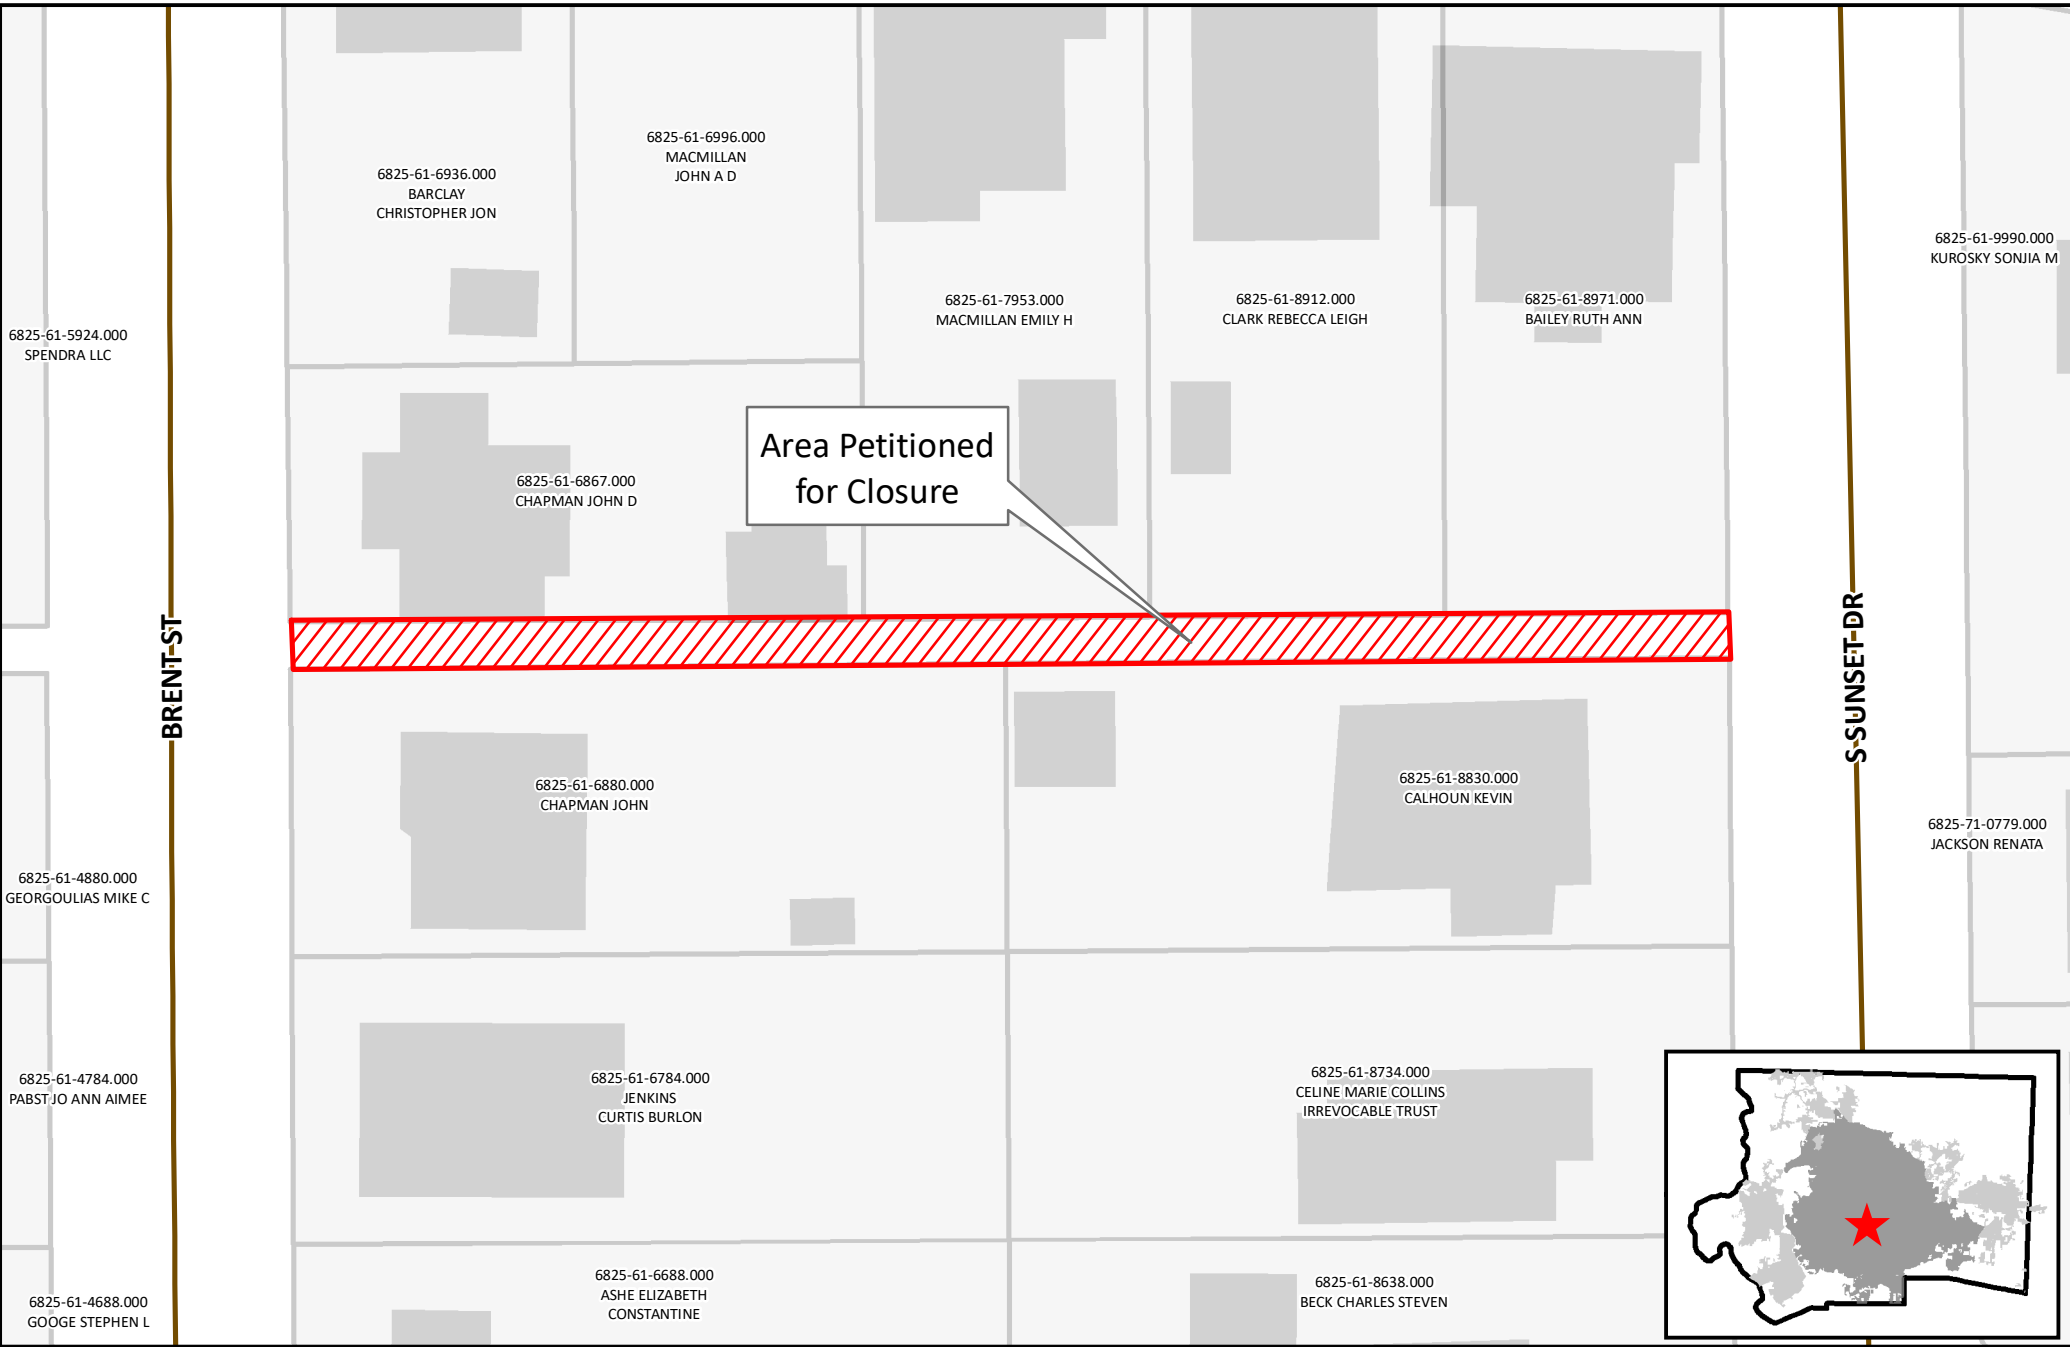 6825-61-6996.000
MACMILLAN
JOHN A D
6825-61-6936.000
BARCLAY
CHRISTOPHER JON
6825-61-9990.000
KUROSKY SONJIA M
6825-61-7953.000
MACMILLAN EMILY H
6825-61-8912.000
CLARK REBECCA LEIGH
6825-61-8971.000
BAILEY RUTH ANN
6825-61-5924.000
SPENDRA LLC
Area Petitioned
for Closure
6825-61-6867.000
CHAPMAN JOHN D
BRENT ST
S SUNSET DR
6825-61-6880.000
CHAPMAN JOHN
6825-61-8830.000
CALHOUN KEVIN
6825-71-0779.000
JACKSON RENATA
6825-61-4880.000
GEORGOULIAS MIKE C
6825-61-4784.000
PABST JO ANN AIMEE
6825-61-6784.000
JENKINS
CURTIS BURLON
6825-61-8734.000
CELINE MARIE COLLINS
IRREVOCABLE TRUST
6825-61-6688.000
ASHE ELIZABETH
CONSTANTINE
6825-61-8638.000
BECK CHARLES STEVEN
6825-61-4688.000
GOOGE STEPHEN L